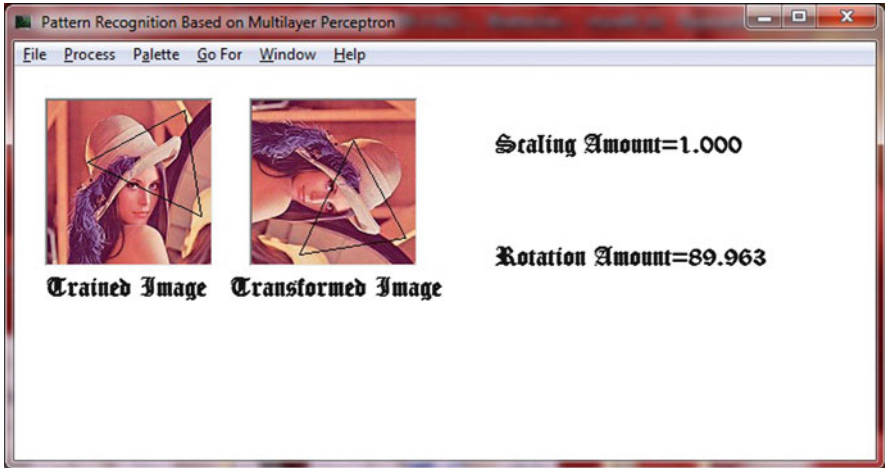 Pattern Recognition Based on Multilayer Perceptron
File Process Palette Go For Window Help
Scaling Amount=1.000
Rotation Amount=89.963
Trained Image Transformed Image